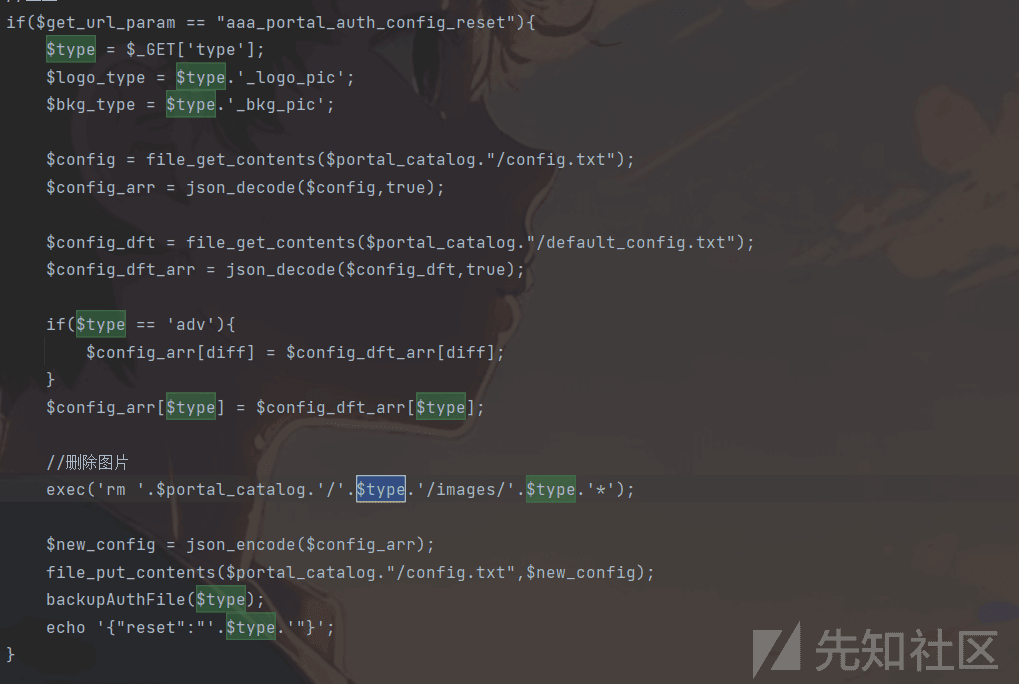 if($get_url_param == "aaa_portal_auth_config_reset"){
    $type = $_GET['type'];
    $logo_type = $type.'_logo_pic';
    $bkg_type = $type.'_bkg_pic';

    $config = file_get_contents($portal_catalog."/config.txt");
    $config_arr = json_decode($config,true);

    $config_dft = file_get_contents($portal_catalog."/default_config.txt");
    $config_dft_arr = json_decode($config_dft,true);

    if($type == 'adv'){
        $config_arr[diff] = $config_dft_arr[diff];
    }
    $config_arr[$type] = $config_dft_arr[$type];

    //删除图片
    exec('rm '.$portal_catalog.'/'.$type.'/images/'.$type.'*');

    $new_config = json_encode($config_arr);
    file_put_contents($portal_catalog."/config.txt",$new_config);
    backupAuthFile($type);
    echo '{"reset":"'.$type.'"}';
}
先知社区